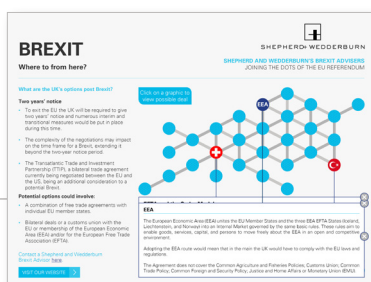 BREXIT
Where to from here?
SHEPHERD+ WEDDERBURN
SHEPHERD AND WEDDERBURN'S BREXIT ADVISERS
JOINING THE DOTS OF THE EU REFERENDUM
What are the UK's options post Brexit?
Two years' notice
- To exit the EU the UK will be required to give
two years' notice and numerous interim and
transitional measures would be put in place
during this time.
- The complexity of the negotiations may impact
on the time frame for a Brexit, extending it
beyond the two-year notice period.
- The Transatlantic Trade and Investment
Partnership (TTIP), a bilateral trade agreement
currently being negotiated between the EU and
the US, being an additional consideration to a
potential Brexit.
Potential options could involve:
- A combination of free trade agreements with
individual EU member states.
- Bilateral deals or a customs union with the
EU or membership of the European Economic
Area (EEA) and/or for the European Free Trade
Association (EFTA).
Contact a Shepherd and Wedderburn
Brexit Advisor here
VISIT OUR WEBSITE >
Click on a graphic to
view possible deal
EEA
EEA
The European Economic Area (EEA) unites the EU Member States and the three EEA EFTA States (Iceland,
Liechtenstein, and Norway) into an Internal Market governed by the same basic rules. These rules aim to
enable goods, services, capital, and persons to move freely about the EEA in an open and competitive
environment.
Adopting the EEA route would mean that in the main the UK would have to comply with the EU laws and
regulations.
The Agreement does not cover the Common Agriculture and Fisheries Policies; Customs Union; Common
Trade Policy; Common Foreign and Security Policy; Justice and Home Affairs or Monetary Union (EMU).